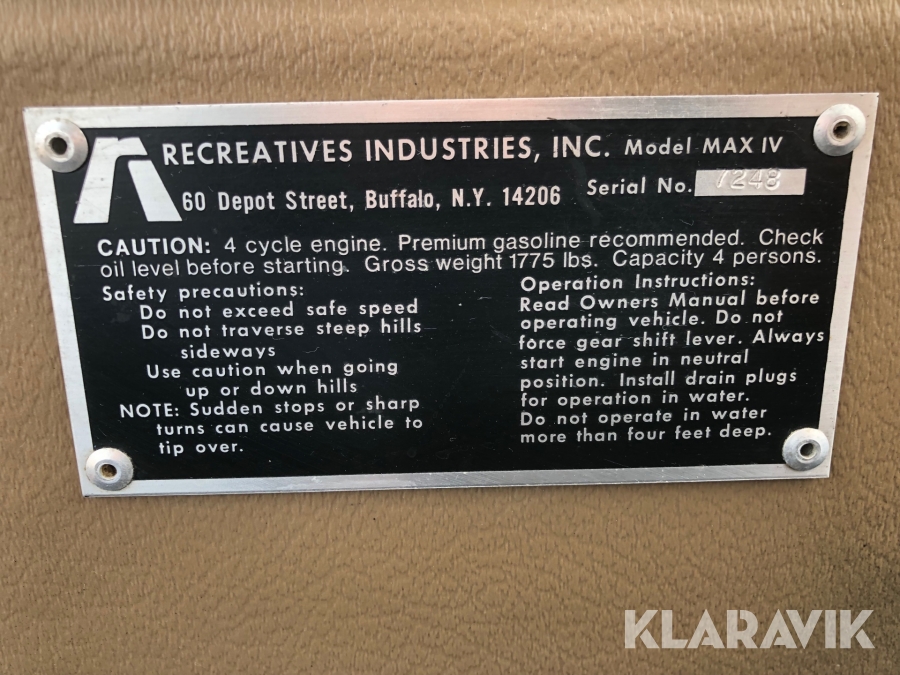 RECREATIVES INDUSTRIES, INC. Model MAX IV
60 Depot Street, Buffalo, N.Y. 14206 Serial No. 7248
CAUTION: 4 cycle engine. Premium gasoline recommended. Check
oil level before starting. Gross weight 1775 lbs. Capacity 4 persons.
Safety precautions:
Do not exceed safe speed
Do not traverse steep hills
sideways
Use caution when going
up or down hills
NOTE: Sudden stops or sharp
turns can cause vehicle to
tip over.
Operation Instructions:
Read Owners Manual before
operating vehicle. Do not
force gear shift lever. Always
start engine in neutral
position. Install drain plugs
for operation in water.
Do not operate in water
more than four feet deep.
KLARAVIK